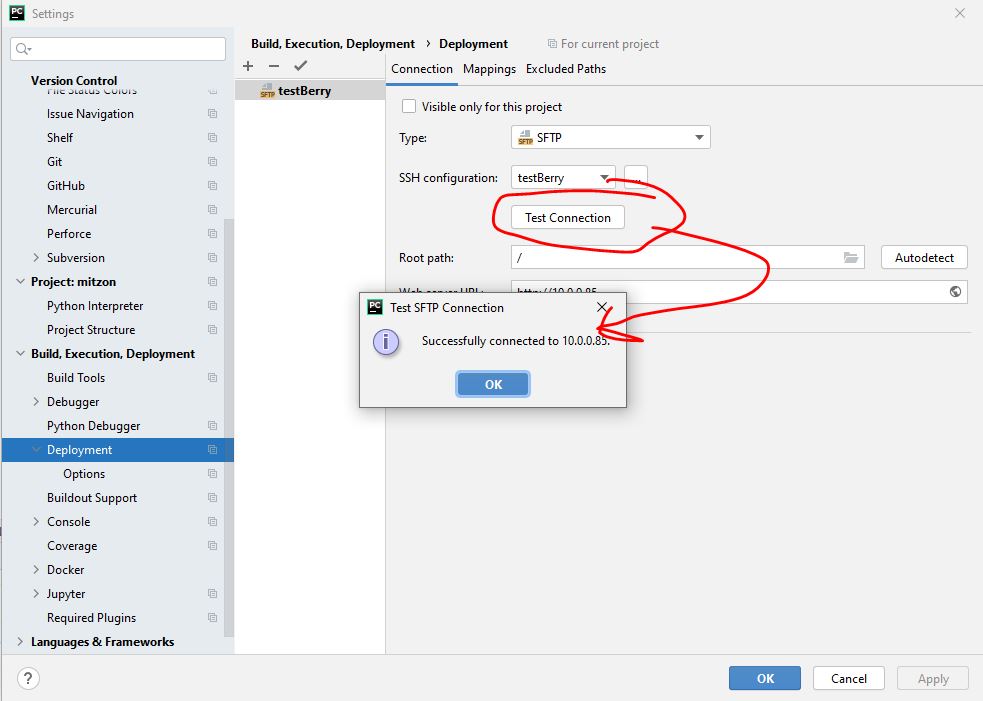 PC Settings
Build, Execution, Deployment › Deployment For current project
Version Control
File Status Colors
Issue Navigation
Shelf
Git
GitHub
Mercurial
Perforce
Subversion
Project: mitzon
Python Interpreter
Project Structure
Build, Execution, Deployment
Build Tools
Debugger
Python Debugger
Deployment
Options
Buildout Support
Console
Coverage
Docker
Jupyter
Required Plugins
Languages & Frameworks
SFTP testBerry
Connection Mappings Excluded Paths
Visible only for this project
Type: SFTP SFTP
SSH configuration: testBerry ...
Test Connection
Root path: / Autodetect
Web server URL: http://10.0.0.85
PC Test SFTP Connection
i Successfully connected to 10.0.0.85.
OK
? OK Cancel Apply